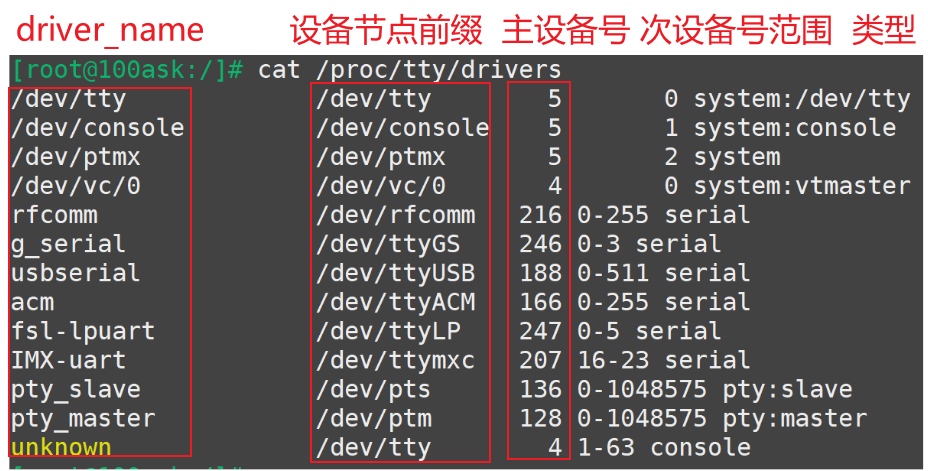 driver_name 设备节点前缀 主设备号 次设备号范围 类型
[root@100ask:/]# cat /proc/tty/drivers
/dev/tty /dev/tty 5 0 system:/dev/tty
/dev/console /dev/console 5 1 system:console
/dev/ptmx /dev/ptmx 5 2 system
/dev/vc/0 /dev/vc/0 4 0 system:vtmaster
rfcomm /dev/rfcomm 216 0-255 serial
g_serial /dev/ttyGS 246 0-3 serial
usbserial /dev/ttyUSB 188 0-511 serial
acm /dev/ttyACM 166 0-255 serial
fsl-lpuart /dev/ttyLP 247 0-5 serial
IMX-uart /dev/ttymxc 207 16-23 serial
pty_slave /dev/pts 136 0-1048575 pty:slave
pty_master /dev/ptm 128 0-1048575 pty:master
unknown /dev/tty 4 1-63 console